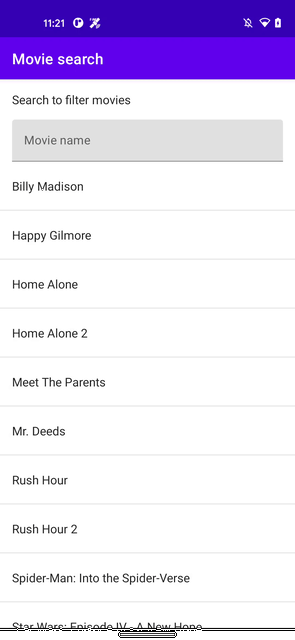 11:21
Movie search
Search to filter movies
Movie name
Billy Madison
Happy Gilmore
Home Alone
Home Alone 2
Meet The Parents
Mr. Deeds
Rush Hour
Rush Hour 2
Spider-Man: Into the Spider-Verse
Star Wars: Episode IV - A New Hope